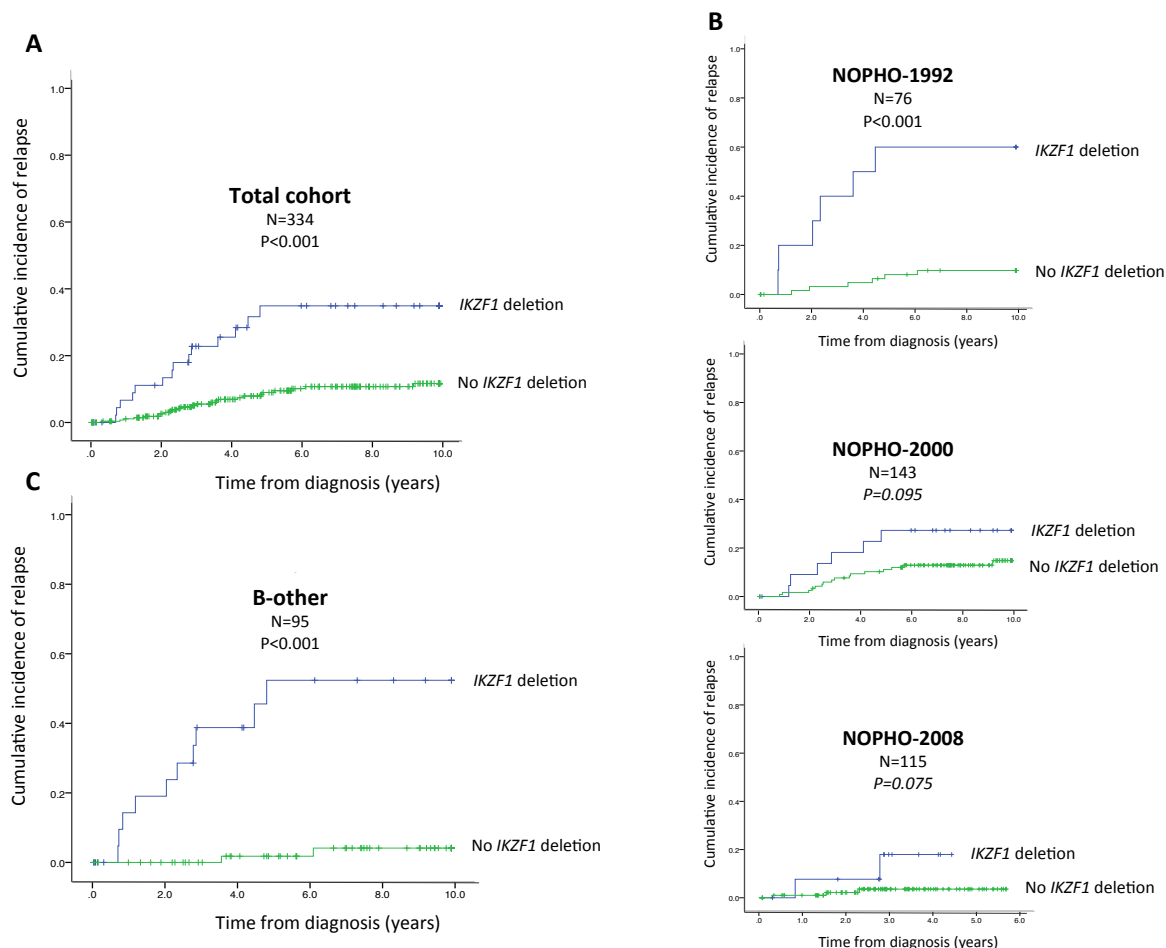 A
Cumulative incidence of relapse
1.0
0.8
0.6
0.4
0.2
0.0
Total cohort
N=334
P<0.001
IKZF1 deletion
No IKZF1 deletion
.0 2.0 4.0 6.0 8.0 10.0
Time from diagnosis (years)
B
Cumulative incidence of relapse
1.0
0.8
0.6
0.4
0.2
0.0
NOPHO-1992
N=76
P<0.001
IKZF1 deletion
No IKZF1 deletion
.0 2.0 4.0 6.0 8.0 10.0
Time from diagnosis (years)
Cumulative incidence of relapse
1.0
0.8
0.6
0.4
0.2
0.0
NOPHO-2000
N=143
P=0.095
IKZF1 deletion
No IKZF1 deletion
.0 2.0 4.0 6.0 8.0 10.0
Time from diagnosis (years)
Cumulative incidence of relapse
1.0
0.8
0.6
0.4
0.2
0.0
NOPHO-2008
N=115
P=0.075
IKZF1 deletion
No IKZF1 deletion
.0 1.0 2.0 3.0 4.0 5.0 6.0
Time from diagnosis (years)
C
Cumulative incidence of relapse
1.0
0.8
0.6
0.4
0.2
0.0
B-other
N=95
P<0.001
IKZF1 deletion
No IKZF1 deletion
.0 2.0 4.0 6.0 8.0 10.0
Time from diagnosis (years)